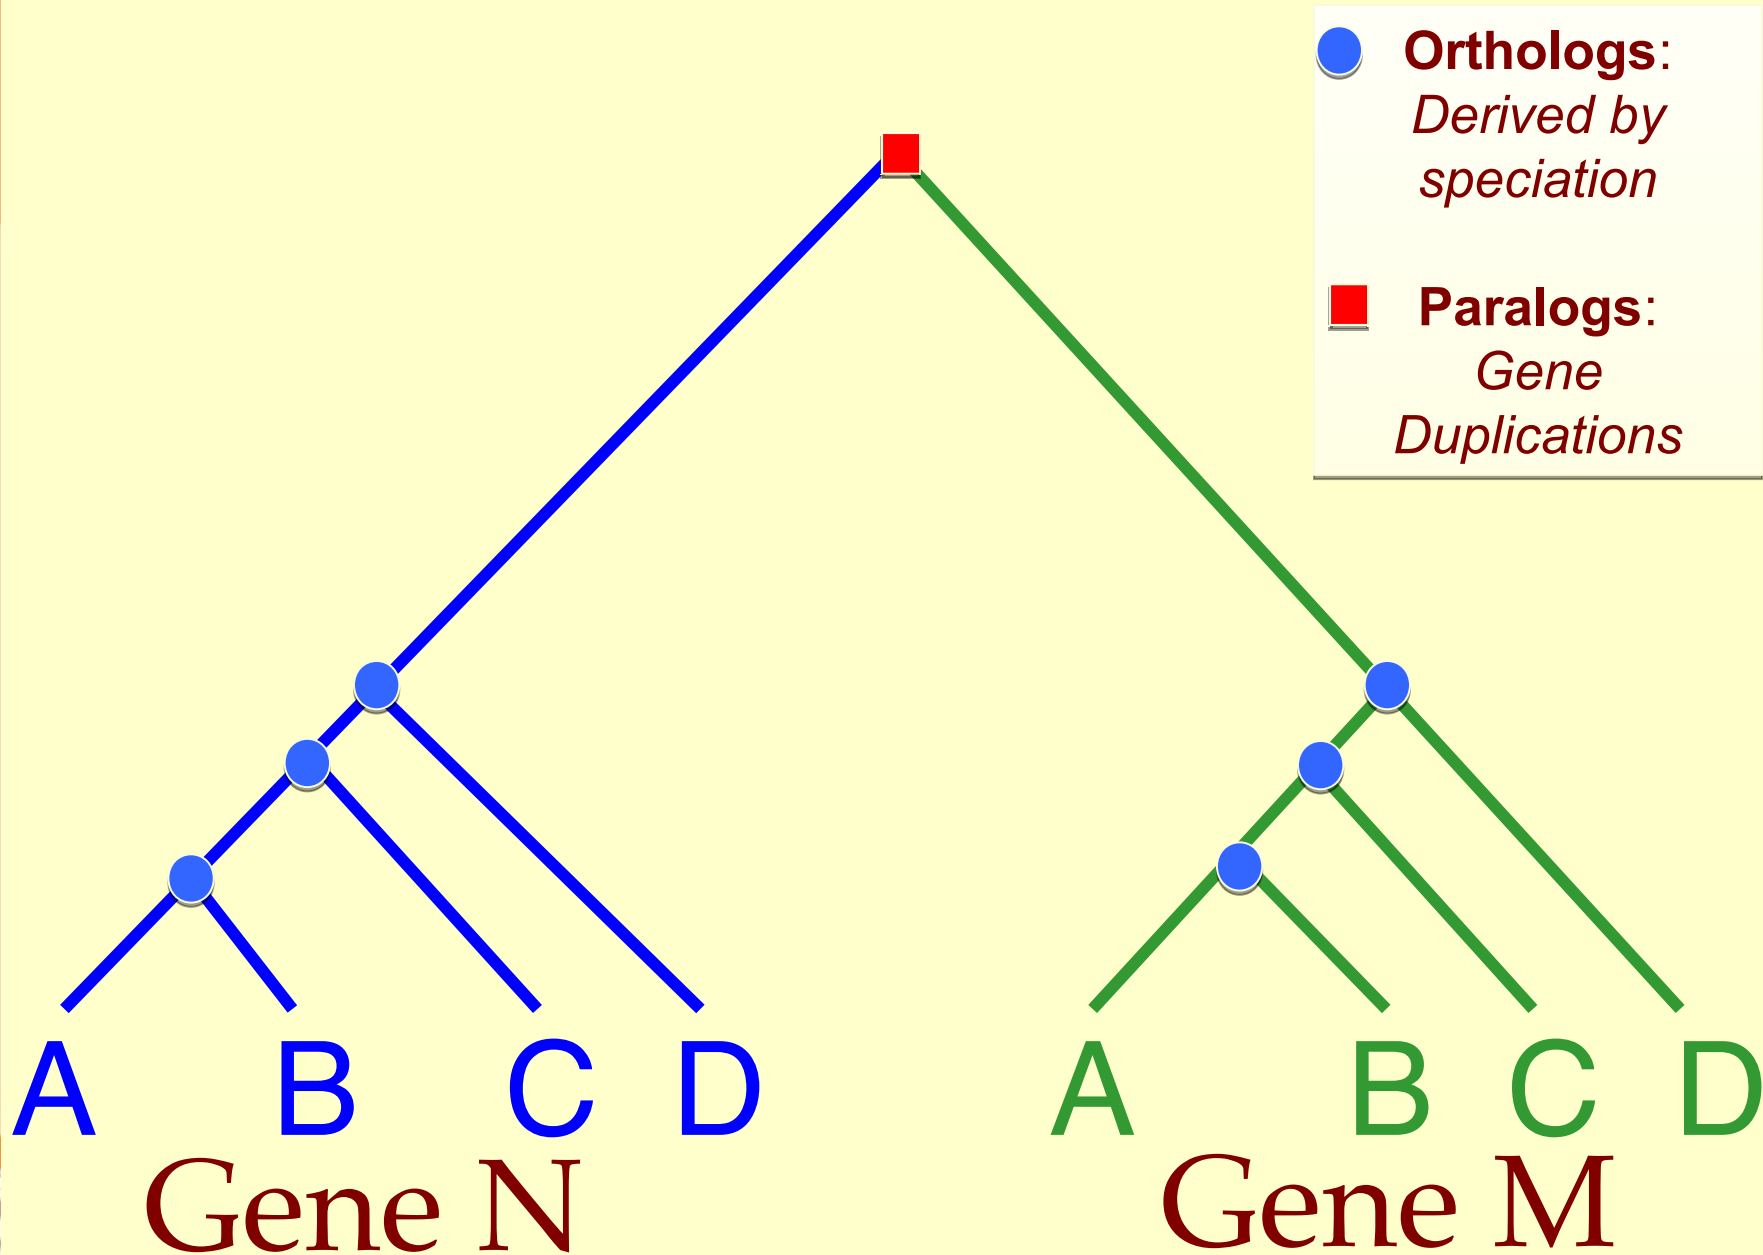 Orthologs:
Derived by
speciation
Paralogs:
Gene
Duplications
A B C D A B C D
Gene N Gene M